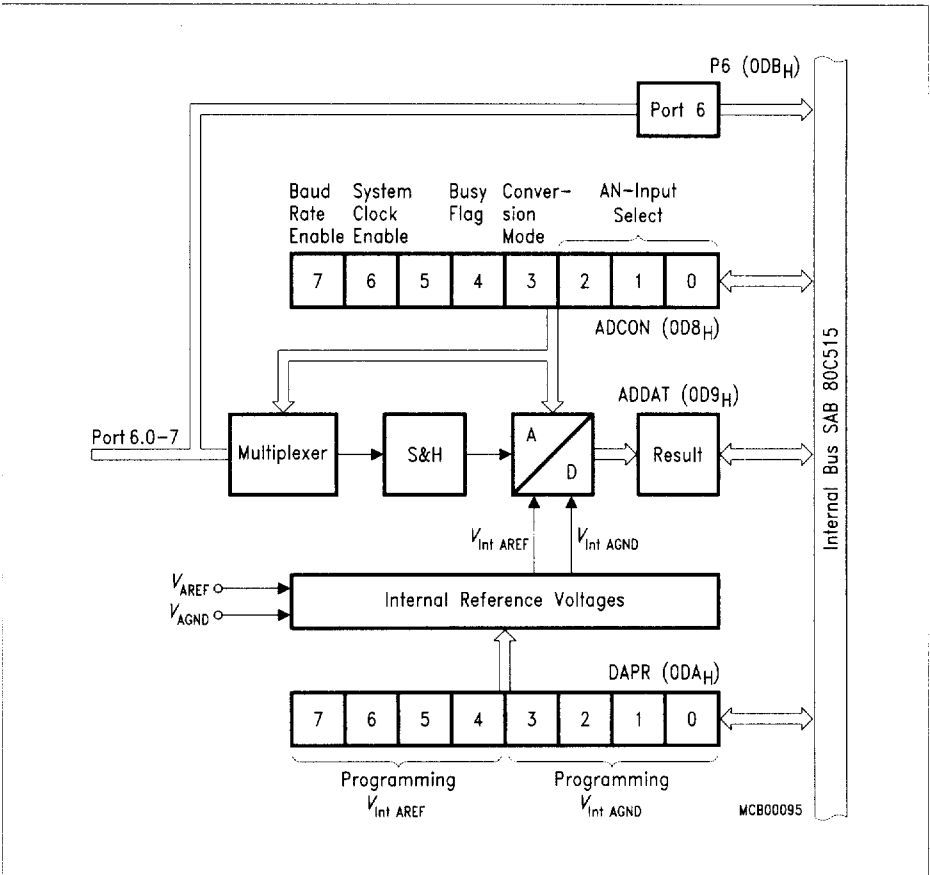 P6 (0DBH)
Port 6
Baud Rate Enable
System Clock Enable
Busy Flag
Conver-
sion
Mode
AN-Input
Select
7 6 5 4 3 2 1 0
ADCON (0D8H)
ADDAT (0D9H)
Port 6.0-7
Multiplexer
S&H
A
D
Result
VInt AREF
VInt AGND
VAREF
VAGND
Internal Reference Voltages
DAPR (0DAH)
7 6 5 4 3 2 1 0
Programming
VInt AREF
Programming
VInt AGND
MCB00095
Internal Bus SAB 80C515